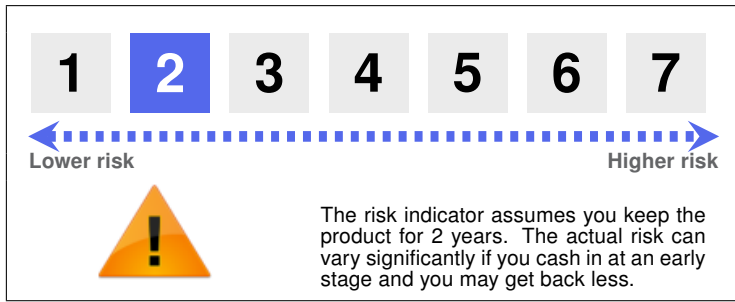 1 2 3 4 5 6 7
Lower risk Higher risk
!
The risk indicator assumes you keep the
product for 2 years. The actual risk can
vary significantly if you cash in at an early
stage and you may get back less.